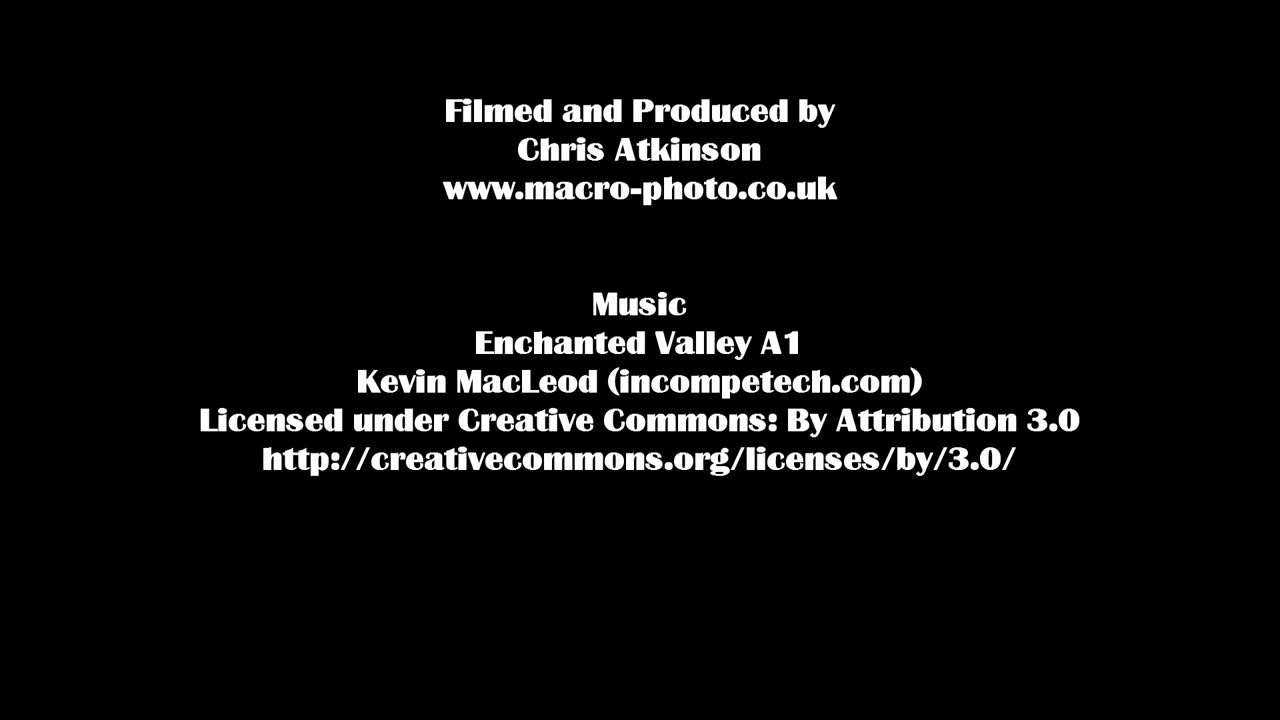 Filmed and Produced by
Chris Atkinson
www.macro-photo.co.uk
Music
Enchanted Valley A1
Kevin MacLeod (incompetech.com)
Licensed under Creative Commons: By Attribution 3.0
http://creativecommons.org/licenses/by/3.0/